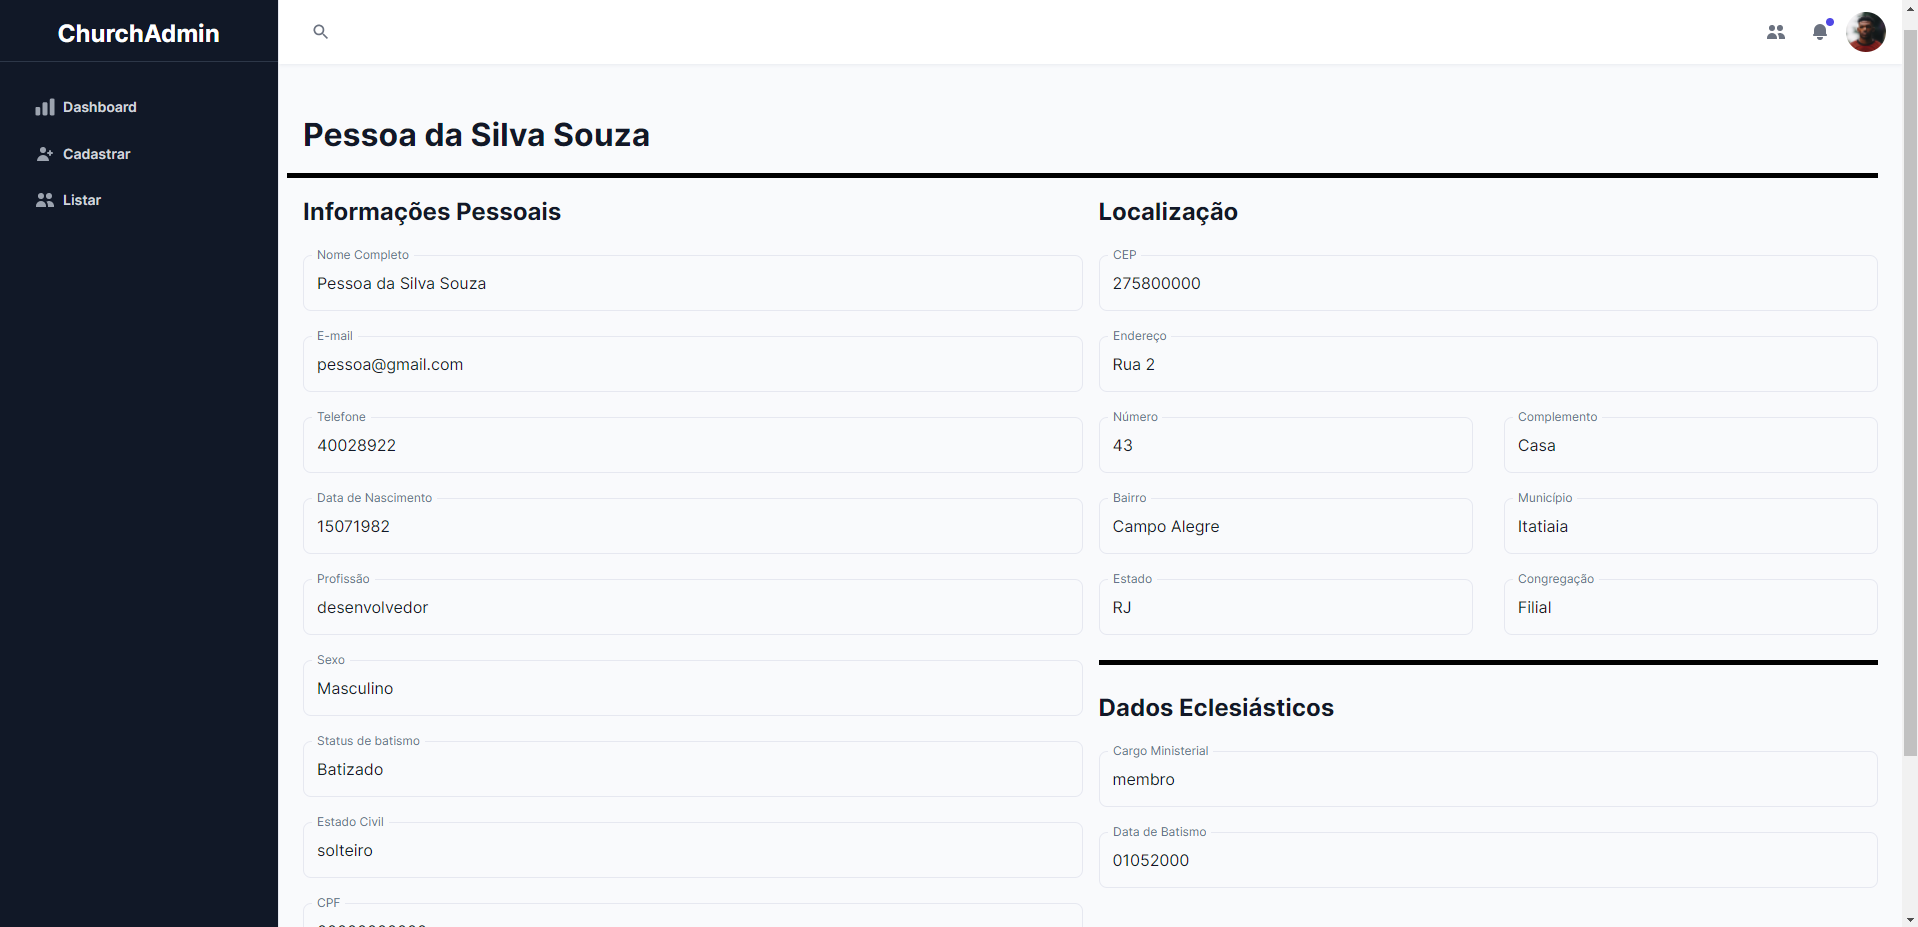 ChurchAdmin
Dashboard
Cadastrar
Listar
Pessoa da Silva Souza
Informações Pessoais
Nome Completo
Pessoa da Silva Souza
E-mail
pessoa@gmail.com
Telefone
40028922
Data de Nascimento
15071982
Profissão
desenvolvedor
Sexo
Masculino
Status de batismo
Batizado
Estado Civil
solteiro
CPF
Localização
CEP
275800000
Endereço
Rua 2
Número
43
Complemento
Casa
Bairro
Campo Alegre
Município
Itatiaia
Estado
RJ
Congregação
Filial
Dados Eclesiásticos
Cargo Ministerial
membro
Data de Batismo
01052000